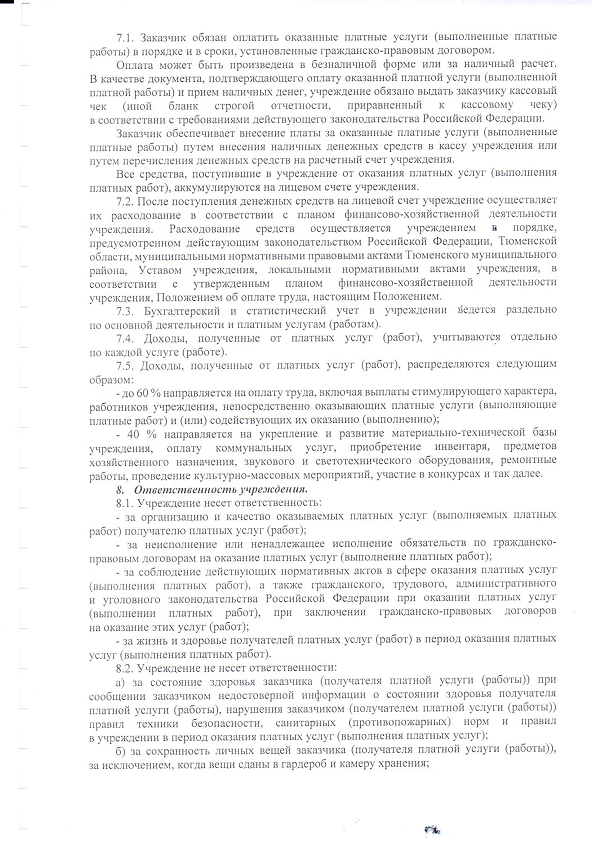 7.1. Заказчик обязан оплатить оказанные платные услуги (выполненные платные
работы) в порядке и в сроки, установленные гражданско-правовым договором.
Оплата может быть произведена в безналичной форме или за наличный расчет.
В качестве документа, подтверждающего оплату оказанной платной услуги (выполненной
платной работы) и прием наличных денег, учреждение обязано выдать заказчику кассовый
чек (иной бланк строгой отчетности, приравненный к кассовому чеку)
в соответствии с требованиями действующего законодательства Российской Федерации.
Заказчик обеспечивает внесение платы за оказанные платные услуги (выполненные
платные работы) путем внесения наличных денежных средств в кассу учреждения или
путем перечисления денежных средств на расчетный счет учреждения.
Все средства, поступившие в учреждение от оказания платных услуг (выполнения
платных работ), аккумулируются на лицевом счете учреждения.
7.2. После поступления денежных средств на лицевой счет учреждение осуществляет
их расходование в соответствии с планом финансово-хозяйственной деятельности
учреждения. Расходование средств осуществляется учреждением в порядке,
предусмотренном действующим законодательством Российской Федерации, Тюменской
области, муниципальными нормативными правовыми актами Тюменского муниципального
района, Уставом учреждения, локальными нормативными актами учреждения, в
соответствии с утвержденным планом финансово-хозяйственной деятельности
учреждения, Положением об оплате труда, настоящим Положением.
7.3. Бухгалтерский и статистический учет в учреждении ведется раздельно
по основной деятельности и платным услугам (работам).
7.4. Доходы, полученные от платных услуг (работ), учитываются отдельно
по каждой услуге (работе).
7.5. Доходы, полученные от платных услуг (работ), распределяются следующим
образом:
- до 60 % направляется на оплату труда, включая выплаты стимулирующего характера,
работников учреждения, непосредственно оказывающих платные услуги (выполняющие
платные работы) и (или) содействующих их оказанию (выполнению);
- 40 % направляется на укрепление и развитие материально-технической базы
учреждения, оплату коммунальных услуг, приобретение инвентаря, предметов
хозяйственного назначения, звукового и светотехнического оборудования, ремонтные
работы, проведение культурно-массовых мероприятий, участие в конкурсах и так далее.
8. Ответственность учреждения.
8.1. Учреждение несет ответственность:
- за организацию и качество оказываемых платных услуг (выполняемых платных
работ) получателю платных услуг (работ);
- за неисполнение или ненадлежащее исполнение обязательств по гражданско-
правовым договорам на оказание платных услуг (выполнение платных работ);
- за соблюдение действующих нормативных актов в сфере оказания платных услуг
(выполнения платных работ), а также гражданского, трудового, административного
и уголовного законодательства Российской Федерации при оказании платных услуг
(выполнении платных работ), при заключении гражданско-правовых договоров
на оказание этих услуг (работ);
- за жизнь и здоровье получателей платных услуг (работ) в период оказания платных
услуг (выполнения платных работ).
8.2. Учреждение не несет ответственности:
а) за состояние здоровья заказчика (получателя платной услуги (работы)) при
сообщении заказчиком недостоверной информации о состоянии здоровья получателя
платной услуги (работы), нарушения заказчиком (получателем платной услуги (работы))
правил техники безопасности, санитарных (противопожарных) норм и правил
в учреждении в период оказания платных услуг (выполнения платных услуг);
б) за сохранность личных вещей заказчика (получателя платной услуги (работы)),
за исключением, когда вещи сданы в гардероб и камеру хранения;